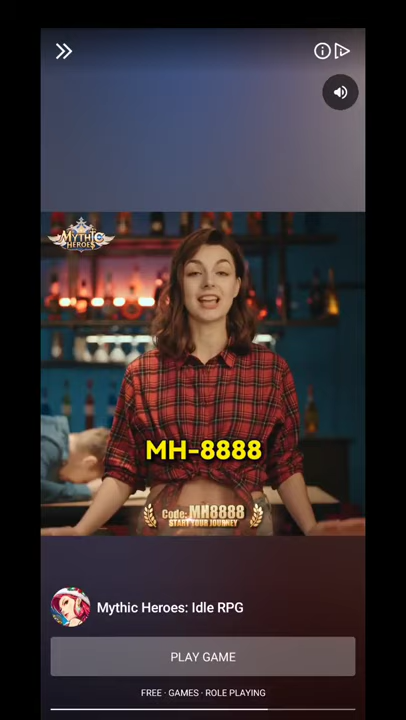 MYTHIC
HEROES
MH-8888
Code: MH8888
START YOUR JOURNEY
Mythic Heroes: Idle RPG
PLAY GAME
FREE · GAMES · ROLE PLAYING